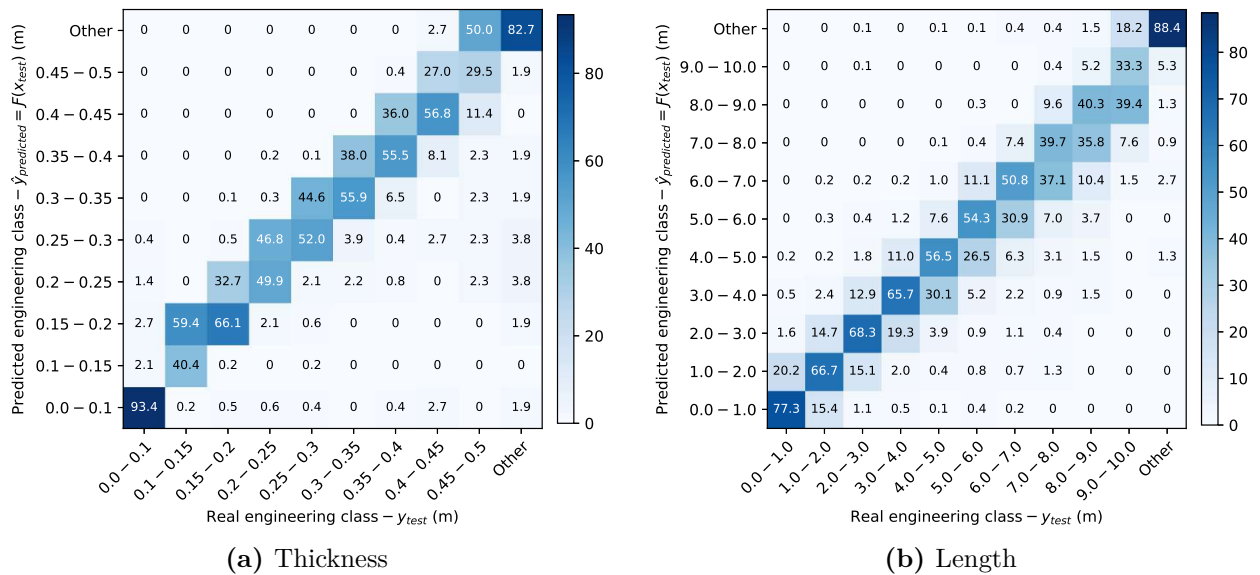 Predicted engineering class − ŷpredicted = F(xtest) (m)
Other 0 0 0 0 0 0 0 2.7 50.0 82.7
0.45 − 0.5 0 0 0 0 0 0 0.4 27.0 29.5 1.9
0.4 − 0.45 0 0 0 0 0 0 36.0 56.8 11.4 0
0.35 − 0.4 0 0 0 0.2 0.1 38.0 55.5 8.1 2.3 1.9
0.3 − 0.35 0 0 0.1 0.3 44.6 55.9 6.5 0 2.3 1.9
0.25 − 0.3 0.4 0 0.5 46.8 52.0 3.9 0.4 2.7 2.3 3.8
0.2 − 0.25 1.4 0 32.7 49.9 2.1 2.2 0.8 0 2.3 3.8
0.15 − 0.2 2.7 59.4 66.1 2.1 0.6 0 0 0 0 1.9
0.1 − 0.15 2.1 40.4 0.2 0 0.2 0 0 0 0 0
0.0 − 0.1 93.4 0.2 0.5 0.6 0.4 0 0.4 2.7 0 1.9
0.0 − 0.1 0.1 − 0.15 0.15 − 0.2 0.2 − 0.25 0.25 − 0.3 0.3 − 0.35 0.35 − 0.4 0.4 − 0.45 0.45 − 0.5 Other
Real engineering class − ytest (m)
80
60
40
20
0
(a) Thickness
Predicted engineering class − ŷpredicted = F(xtest) (m)
Other 0 0 0.1 0 0.1 0.1 0.4 0.4 1.5 18.2 88.4
9.0 − 10.0 0 0 0.1 0 0 0 0 0.4 5.2 33.3 5.3
8.0 − 9.0 0 0 0 0 0 0.3 0 9.6 40.3 39.4 1.3
7.0 − 8.0 0 0 0 0 0.1 0.4 7.4 39.7 35.8 7.6 0.9
6.0 − 7.0 0 0.2 0.2 0.2 1.0 11.1 50.8 37.1 10.4 1.5 2.7
5.0 − 6.0 0 0.3 0.4 1.2 7.6 54.3 30.9 7.0 3.7 0 0
4.0 − 5.0 0.2 0.2 1.8 11.0 56.5 26.5 6.3 3.1 1.5 0 1.3
3.0 − 4.0 0.5 2.4 12.9 65.7 30.1 5.2 2.2 0.9 1.5 0 0
2.0 − 3.0 1.6 14.7 68.3 19.3 3.9 0.9 1.1 0.4 0 0 0
1.0 − 2.0 20.2 66.7 15.1 2.0 0.4 0.8 0.7 1.3 0 0 0
0.0 − 1.0 77.3 15.4 1.1 0.5 0.1 0.4 0.2 0 0 0 0
0.0 − 1.0 1.0 − 2.0 2.0 − 3.0 3.0 − 4.0 4.0 − 5.0 5.0 − 6.0 6.0 − 7.0 7.0 − 8.0 8.0 − 9.0 9.0 − 10.0 Other
Real engineering class − ytest (m)
80
70
60
50
40
30
20
10
0
(b) Length